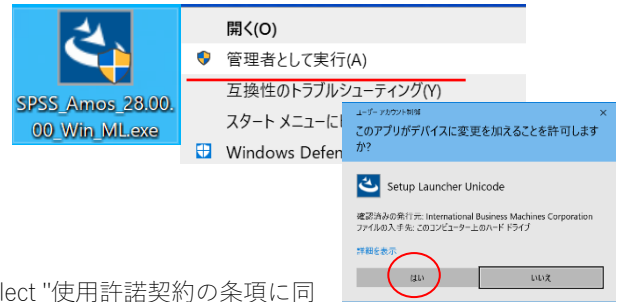 開く(O)
管理者として実行(A)
互換性のトラブルシューティング(Y)
スタート メニューに
Windows Defen
SPSS_Amos_28.00.
00_Win_ML.exe
ユーザー アカウント制御
×
このアプリがデバイスに変更を加えることを許可します
か?
Setup Launcher Unicode
確認済みの発行元: International Business Machines Corporation
ファイルの入手先: このコンピューター上のハード ドライブ
詳細を表示
はい
いいえ
lect "使用許諾契約の条項に同